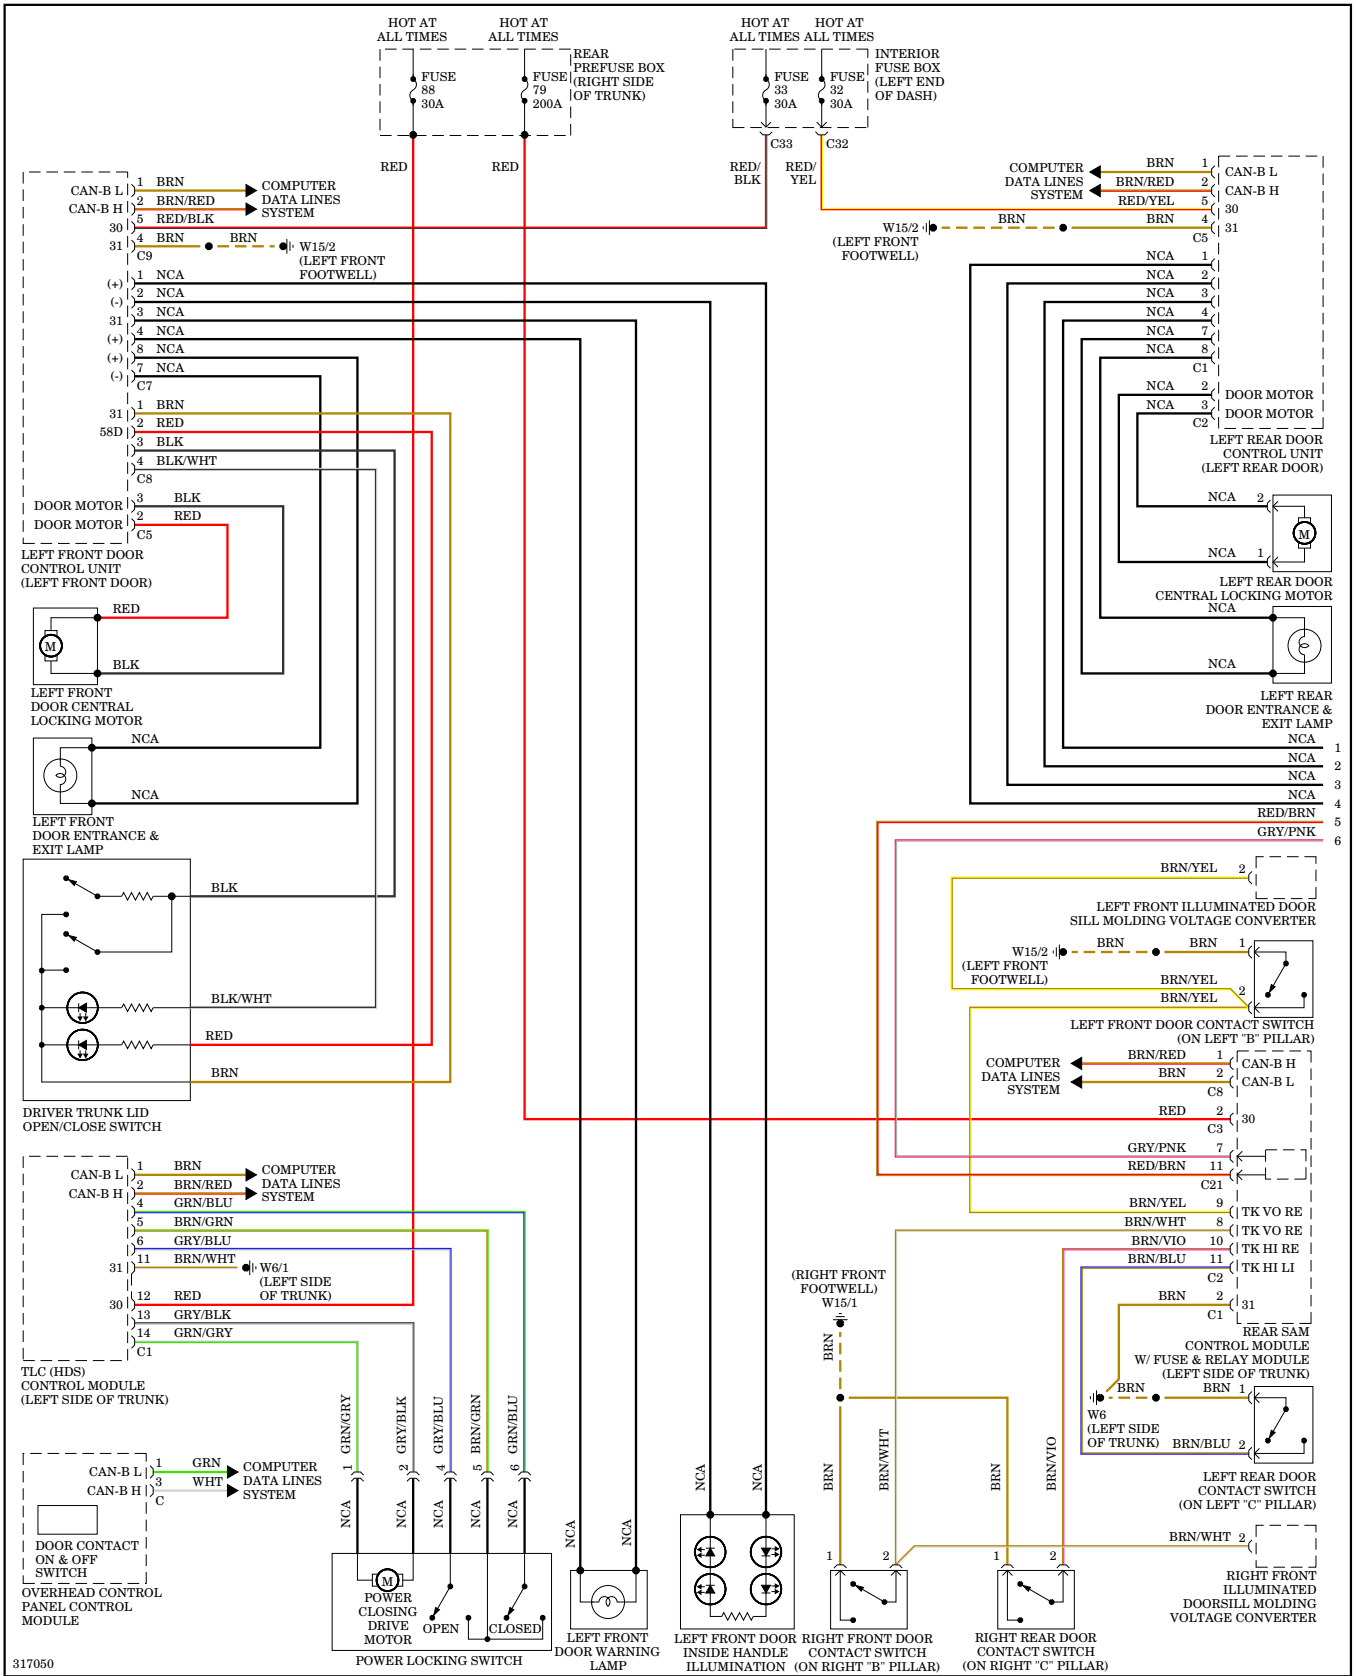 HOT AT
ALL TIMES
HOT AT
ALL TIMES
HOT AT
ALL TIMES
HOT AT
ALL TIMES
FUSE
88
30A
FUSE
79
200A
REAR
PREFUSE BOX
(RIGHT SIDE
OF TRUNK)
FUSE
33
30A
FUSE
32
30A
INTERIOR
FUSE BOX
(LEFT END
OF DASH)
C33
C32
RED
RED
RED/
BLK
RED/
YEL
CAN-B L 1 BRN
CAN-B H 2 BRN/RED
30 5 RED/BLK
31 4 BRN BRN
C9
COMPUTER
DATA LINES
SYSTEM
W15/2
(LEFT FRONT
FOOTWELL)
(+) 1 NCA
(-) 2 NCA
31 3 NCA
(+) 4 NCA
(+) 8 NCA
(-) 7 NCA
C7
31 1 BRN
58D 2 RED
3 BLK
4 BLK/WHT
C8
DOOR MOTOR 3 BLK
DOOR MOTOR 2 RED
C5
LEFT FRONT DOOR
CONTROL UNIT
(LEFT FRONT DOOR)
RED
M
BLK
LEFT FRONT
DOOR CENTRAL
LOCKING MOTOR
NCA
NCA
LEFT FRONT
DOOR ENTRANCE &
EXIT LAMP
BLK
BLK/WHT
RED
BRN
DRIVER TRUNK LID
OPEN/CLOSE SWITCH
CAN-B L 1 BRN
CAN-B H 2 BRN/RED
4 GRN/BLU
5 BRN/GRN
6 GRY/BLU
31 11 BRN/WHT
30 12 RED
13 GRY/BLK
14 GRN/GRY
C1
COMPUTER
DATA LINES
SYSTEM
W6/1
(LEFT SIDE
OF TRUNK)
TLC (HDS)
CONTROL MODULE
(LEFT SIDE OF TRUNK)
CAN-B L 1 GRN
CAN-B H 3 WHT
C
COMPUTER
DATA LINES
SYSTEM
DOOR CONTACT
ON & OFF
SWITCH
OVERHEAD CONTROL
PANEL CONTROL
MODULE
317050
GRN/GRY
GRY/BLK
GRY/BLU
BRN/GRN
GRN/BLU
1
2
4
5
6
NCA
NCA
NCA
NCA
NCA
M
POWER
CLOSING
DRIVE
MOTOR
OPEN
CLOSED
POWER LOCKING SWITCH
NCA
NCA
LEFT FRONT
DOOR WARNING
LAMP
NCA
NCA
LEFT FRONT DOOR
INSIDE HANDLE
ILLUMINATION
(RIGHT FRONT
FOOTWELL)
W15/1
BRN
BRN
BRN/WHT
1
2
RIGHT FRONT DOOR
CONTACT SWITCH
(ON RIGHT "B" PILLAR)
BRN
BRN/VIO
1
2
RIGHT REAR DOOR
CONTACT SWITCH
(ON RIGHT "C" PILLAR)
COMPUTER
DATA LINES
SYSTEM
BRN 1 CAN-B L
BRN/RED 2 CAN-B H
RED/YEL 5 30
W15/2
(LEFT FRONT
FOOTWELL)
BRN BRN 4 31
C5
NCA 1
NCA 2
NCA 3
NCA 4
NCA 7
NCA 8
C1
NCA 2 DOOR MOTOR
NCA 3 DOOR MOTOR
C2
LEFT REAR DOOR
CONTROL UNIT
(LEFT REAR DOOR)
NCA 2
M
NCA 1
LEFT REAR DOOR
CENTRAL LOCKING MOTOR
NCA
NCA
LEFT REAR
DOOR ENTRANCE &
EXIT LAMP
NCA 1
NCA 2
NCA 3
NCA 4
RED/BRN 5
GRY/PNK 6
BRN/YEL 2
LEFT FRONT ILLUMINATED DOOR
SILL MOLDING VOLTAGE CONVERTER
W15/2
(LEFT FRONT
FOOTWELL)
BRN BRN 1
BRN/YEL
BRN/YEL 2
LEFT FRONT DOOR CONTACT SWITCH
(ON LEFT "B" PILLAR)
COMPUTER
DATA LINES
SYSTEM
BRN/RED 1 CAN-B H
BRN 2 CAN-B L
C8
RED 2 30
C3
GRY/PNK 7
RED/BRN 11
C21
BRN/YEL 9 TK VO RE
BRN/WHT 8 TK VO RE
BRN/VIO 10 TK HI RE
BRN/BLU 11 TK HI LI
C2
BRN 2 31
C1
REAR SAM
CONTROL MODULE
W/ FUSE & RELAY MODULE
(LEFT SIDE OF TRUNK)
BRN BRN 1
W6
(LEFT SIDE
OF TRUNK)
BRN/BLU 2
LEFT REAR DOOR
CONTACT SWITCH
(ON LEFT "C" PILLAR)
BRN/WHT 2
RIGHT FRONT
ILLUMINATED
DOORSILL MOLDING
VOLTAGE CONVERTER